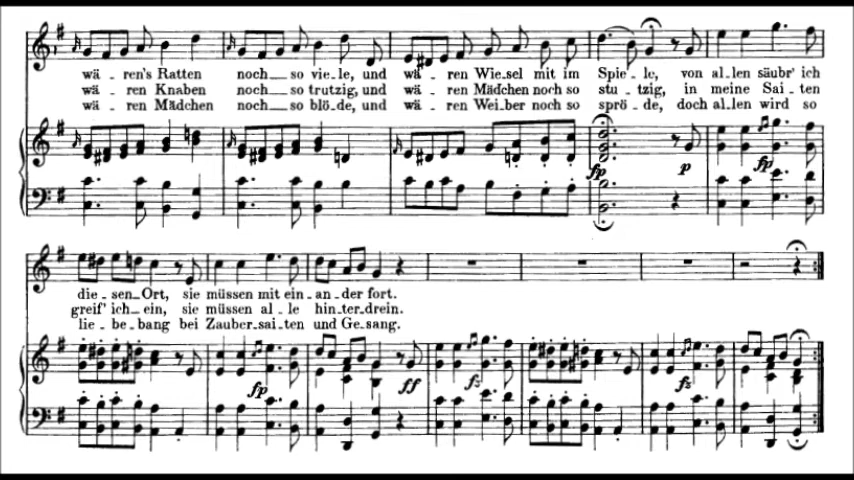 wä - ren's Ratten noch so vie-le, und wä - ren Wie-sel mit im Spie-le, von al-len säubr' ich
wä - ren Knaben noch so trutzig, und wä - ren Mädchen noch so stu-tzig, in meine Sai-ten
wä - ren Mädchen noch so blö-de, und wä - ren Wei-ber noch so sprö-de, doch al-len wird so
fp p fp
die-sen Ort, sie müssen mit ein-an-der fort.
greif' ich ein, sie müssen al-le hin-ter-drein.
lie-be-bang bei Zauber-sai-ten und Ge-sang.
fp ff fz fz